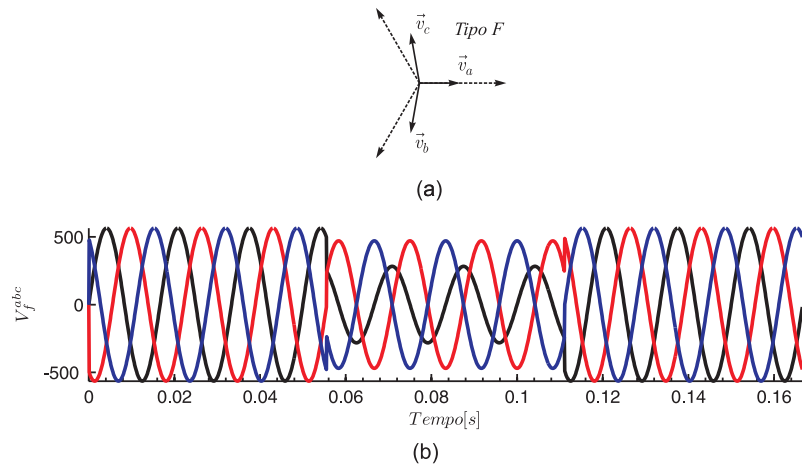 v⃗c Tipo F
v⃗a
v⃗b
(a)
500
0
-500
V_f^{abc}
0 0.02 0.04 0.06 0.08 0.1 0.12 0.14 0.16
Tempo[s]
(b)